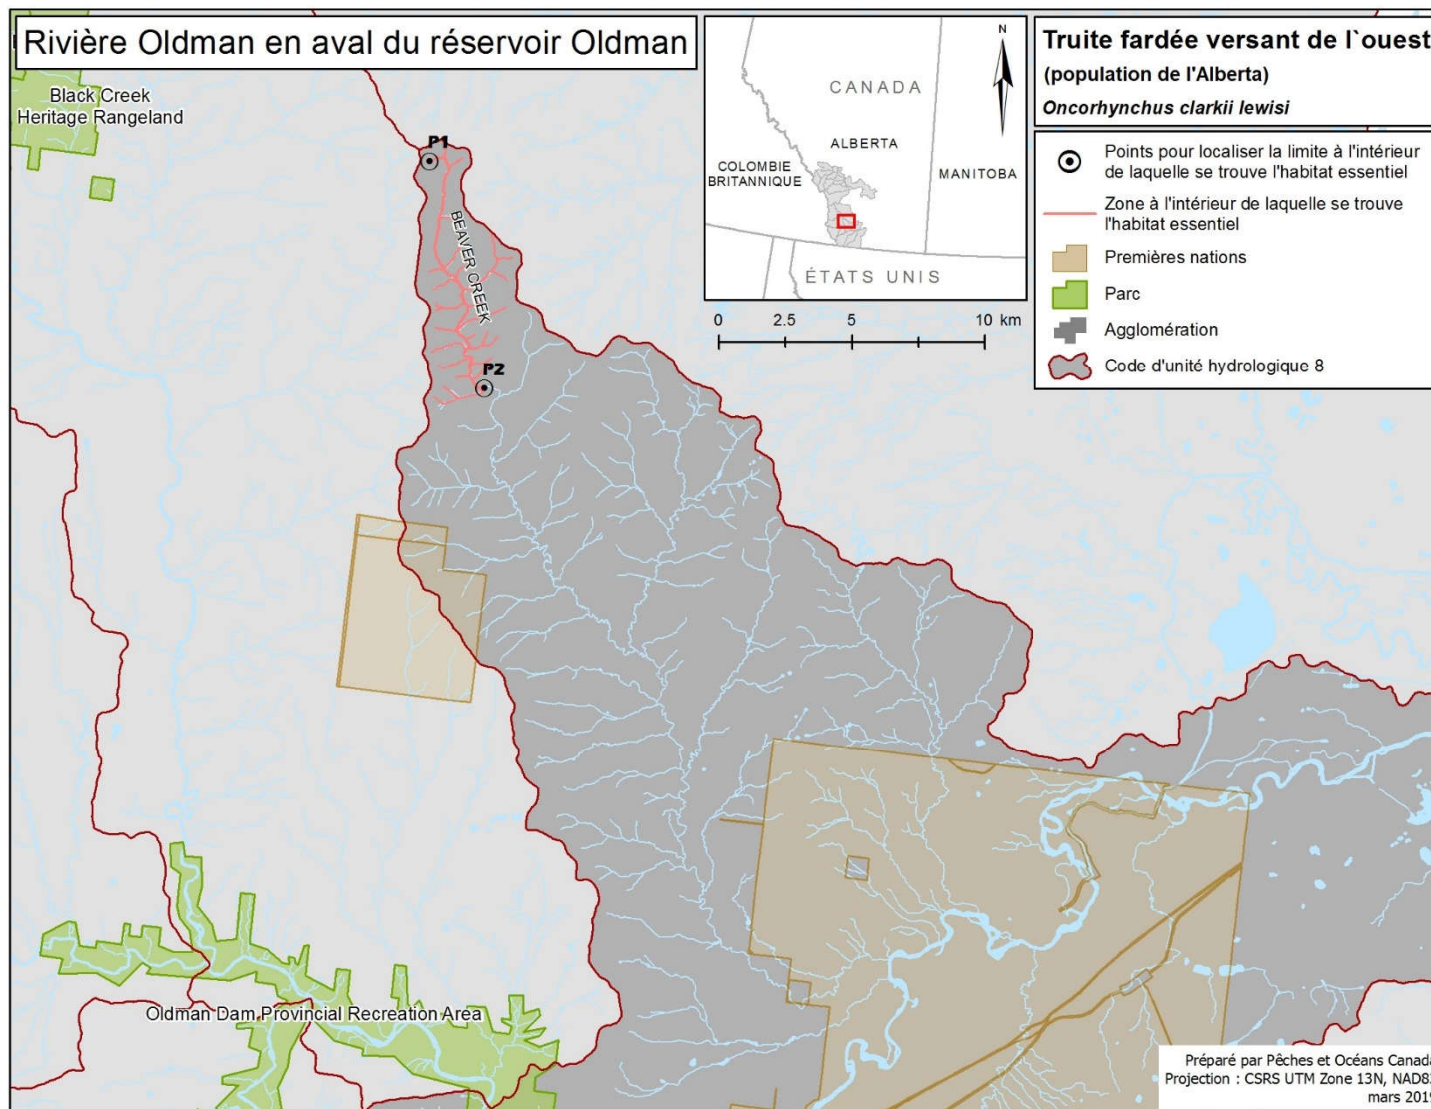 Rivière Oldman en aval du réservoir Oldman
Black Creek
Heritage Rangeland
P1
BEAVER CREEK
P2
Oldman Dam Provincial Recreation Area
N
CANADA
ALBERTA
COLOMBIE
BRITANNIQUE
MANITOBA
ÉTATS UNIS
0 2.5 5 10 km
Truite fardée versant de l`ouest
(population de l'Alberta)
Oncorhynchus clarkii lewisi
Points pour localiser la limite à l'intérieur
de laquelle se trouve l'habitat essentiel
Zone à l'intérieur de laquelle se trouve
l'habitat essentiel
Premières nations
Parc
Agglomération
Code d'unité hydrologique 8
Préparé par Pêches et Océans Canada
Projection : CSRS UTM Zone 13N, NAD83
mars 2019